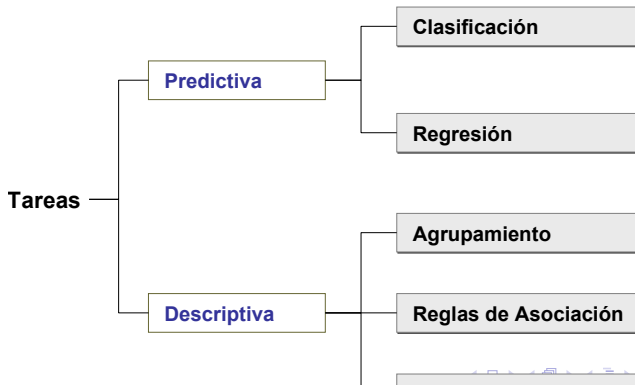 Clasificación
Predictiva
Regresión
Tareas
Agrupamiento
Descriptiva
Reglas de Asociación